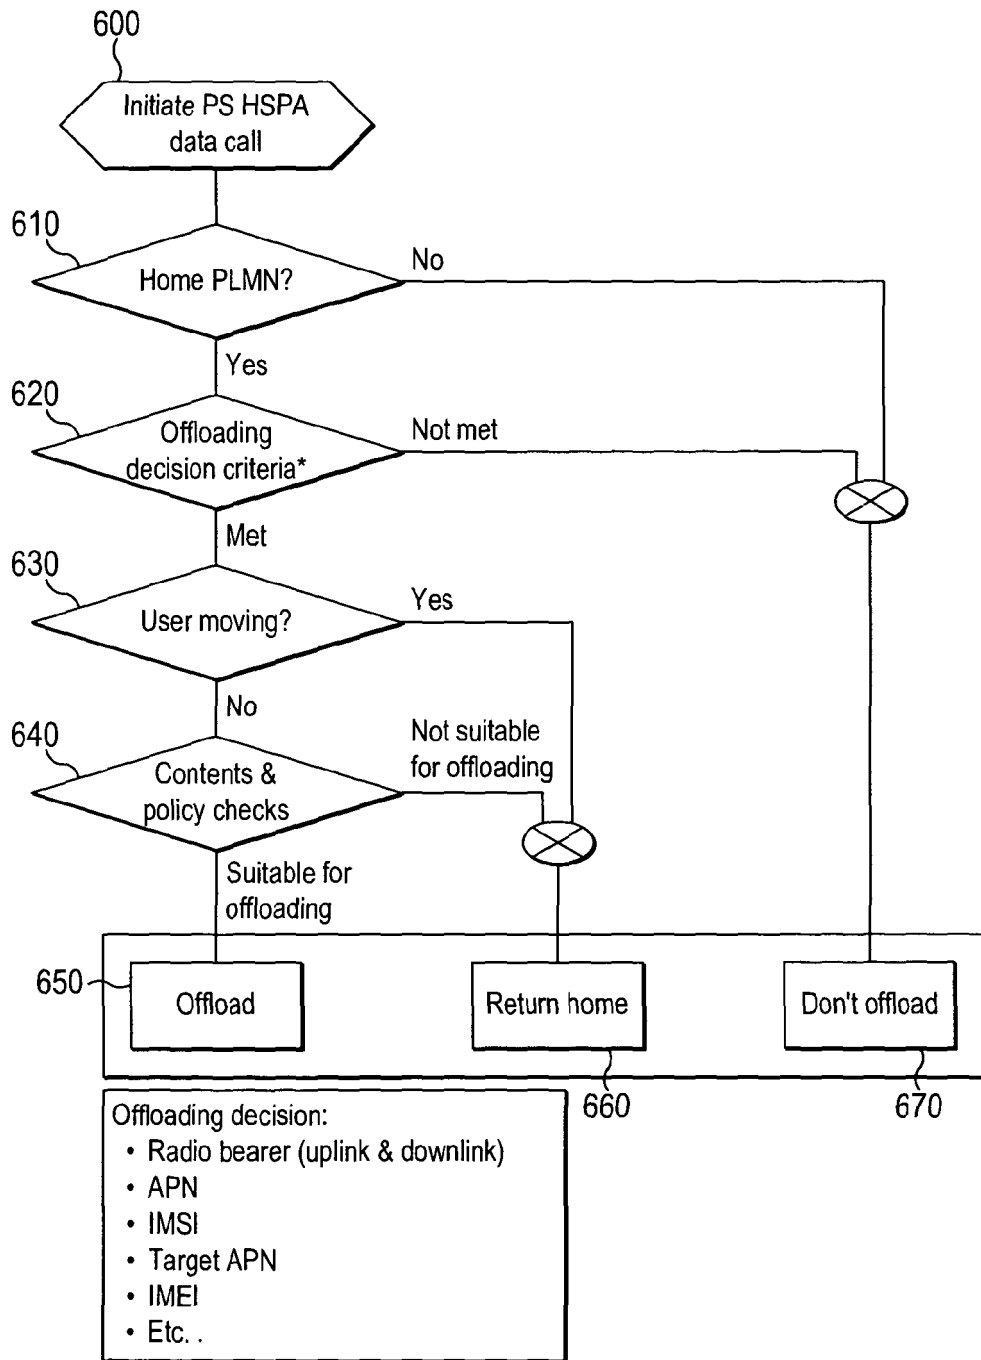 600
Initiate PS HSPA
data call
610
Home PLMN?
No
Yes
620
Offloading
decision criteria*
Not met
Met
630
User moving?
Yes
No
640
Contents &
policy checks
Not suitable
for offloading
Suitable for
offloading
650
Offload
Return home
Don't offload
660
670
Offloading decision:
• Radio bearer (uplink & downlink)
• APN
• IMSI
• Target APN
• IMEI
• Etc. .